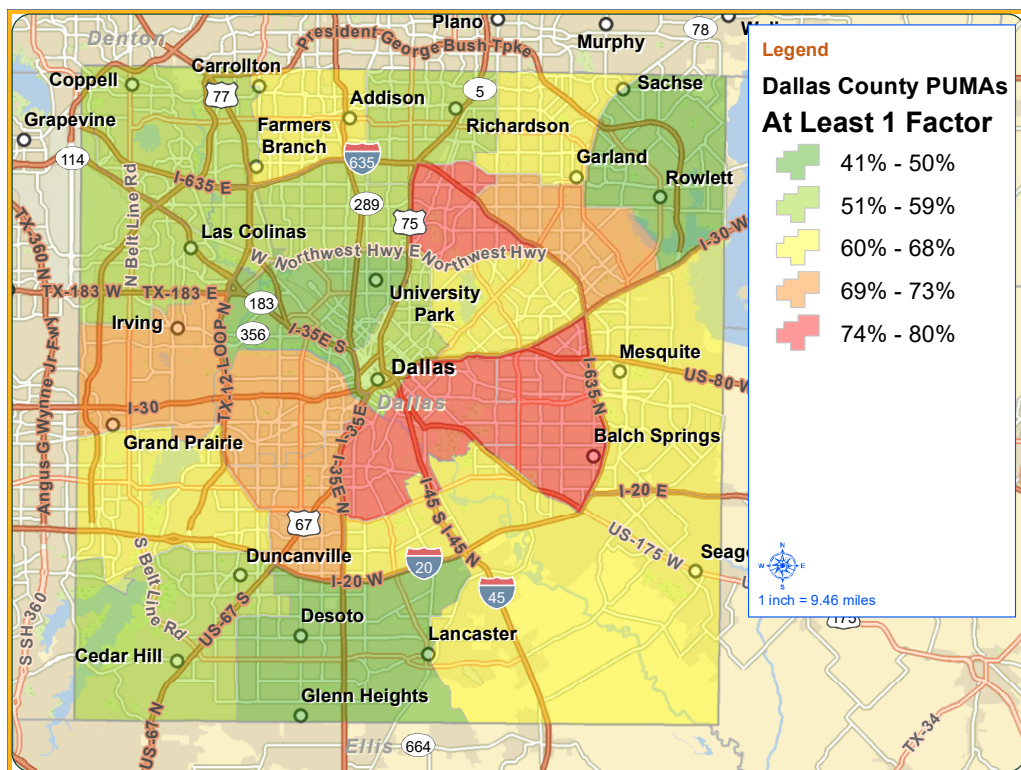 Plano
Murphy
78
Denton
President George Bush Tpke
Carrollton
Coppell
77
Addison
5
Sachse
Grapevine
Farmers
Branch
Richardson
114
635
Garland
I-635 E
289
Rowlett
N Belt Line Rd
75
I-30 W
TX-360 N
Las Colinas
W Northwest Hwy E
Northwest Hwy
TX-183 W
TX-183 E
183
University
Park
Irving
356
I-35E S
TX-12-LOOP N
Mesquite
Dallas
US-80 W
Dallas
I-635 N
I-30
I-35E
Grand Prairie
Balch Springs
Angus G Wynne Jr Fwy
I-35E N
I-45 S
I-20 E
67
I-45 N
US-175 W
Duncanville
20
Seago
S Belt Line Rd
I-20 W
45
US-67 S
Desoto
175
S SH-360
Lancaster
Cedar Hill
Glenn Heights
US-67 N
Ellis
664
TX-34
Legend
Dallas County PUMAs
At Least 1 Factor
41% - 50%
51% - 59%
60% - 68%
69% - 73%
74% - 80%
N
W
E
S
1 inch = 9.46 miles